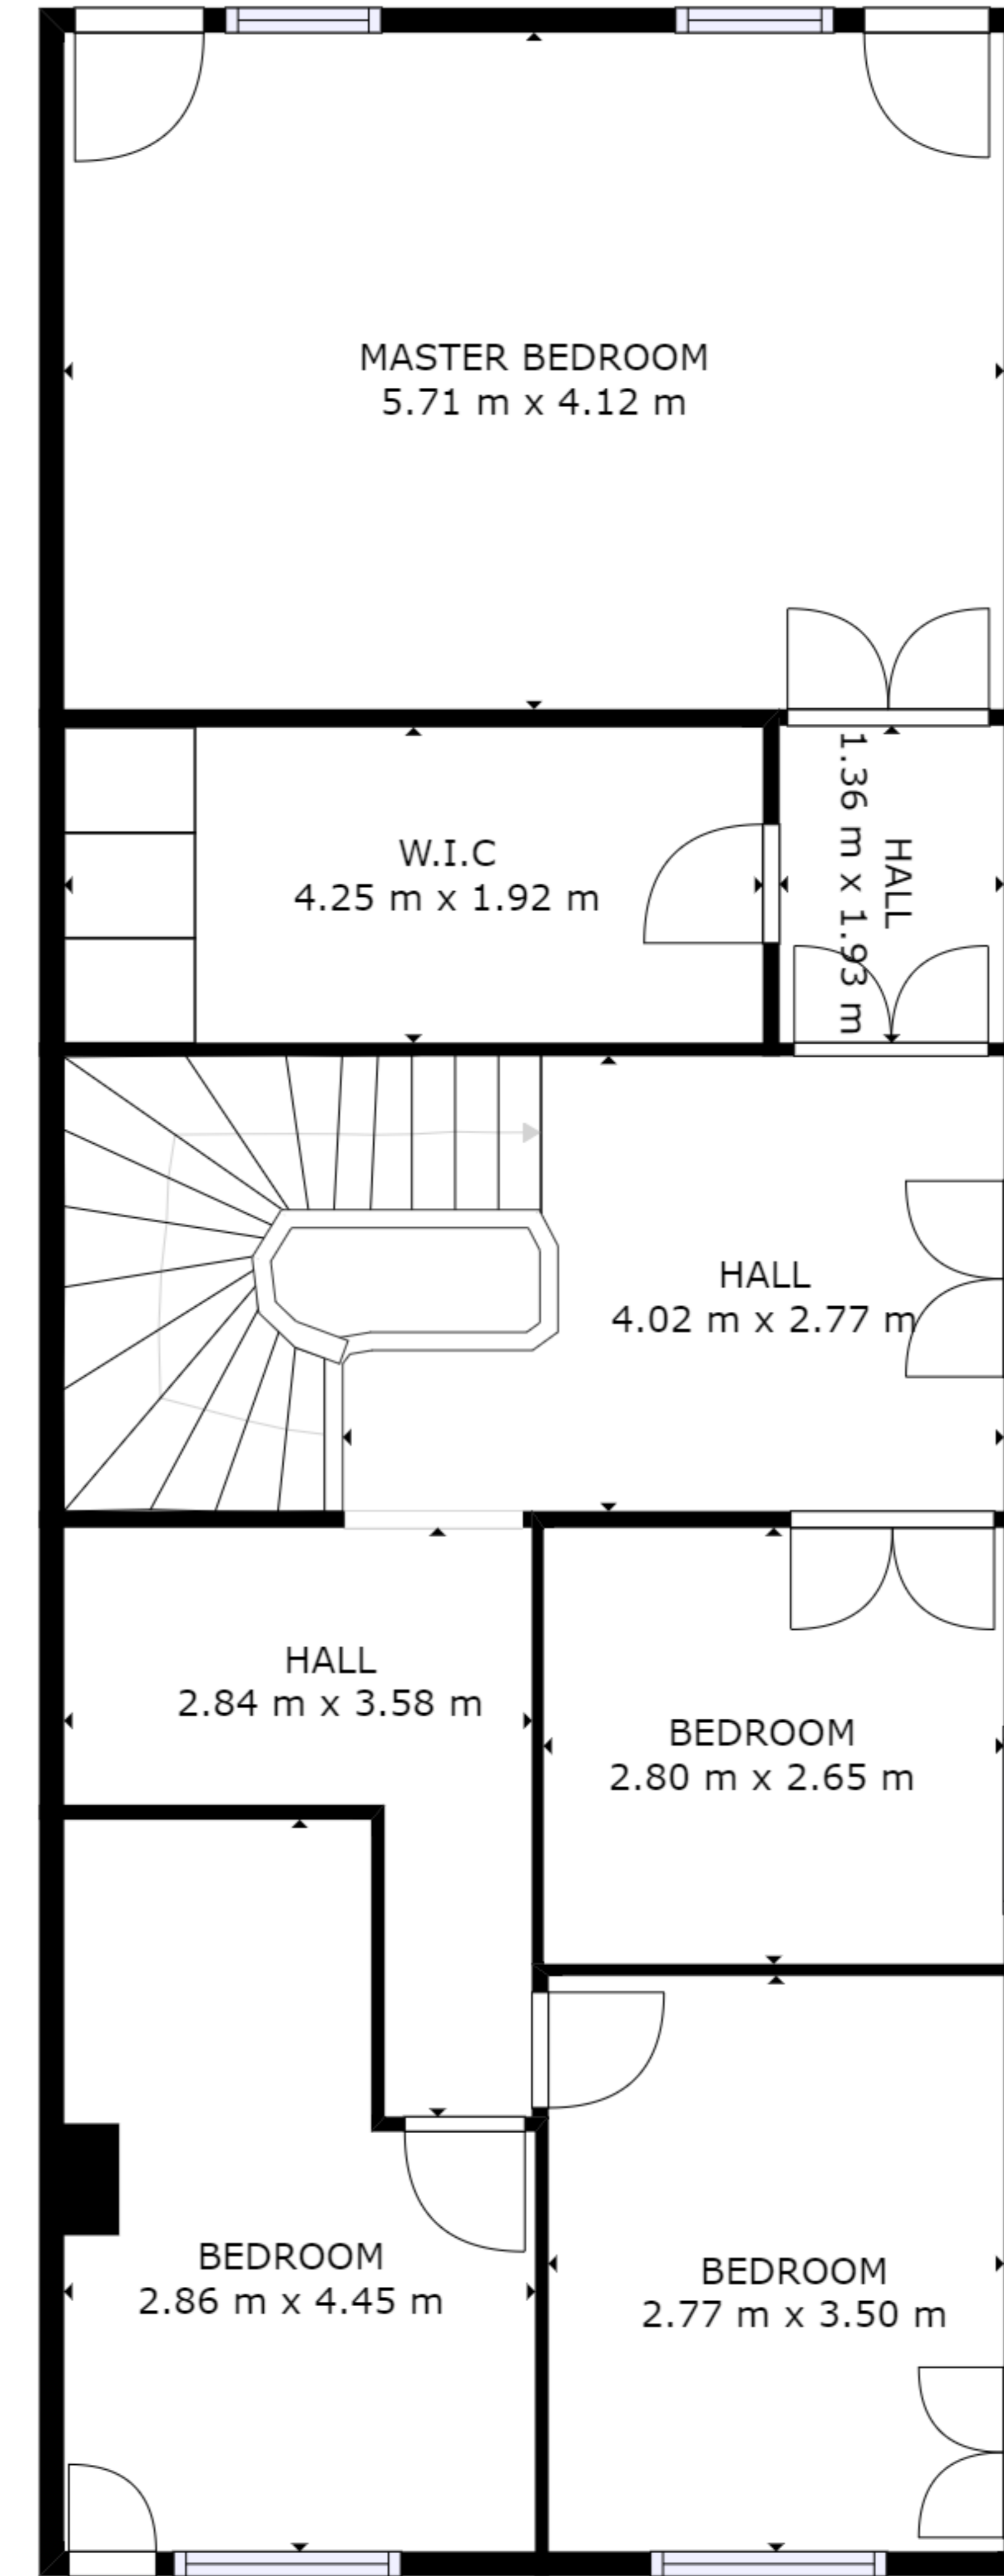 MASTER BEDROOM
5.71 m x 4.12 m
W.I.C
4.25 m x 1.92 m
HALL
1.36 m x 1.93 m
HALL
4.02 m x 2.77 m
HALL
2.84 m x 3.58 m
BEDROOM
2.80 m x 2.65 m
BEDROOM
2.86 m x 4.45 m
BEDROOM
2.77 m x 3.50 m